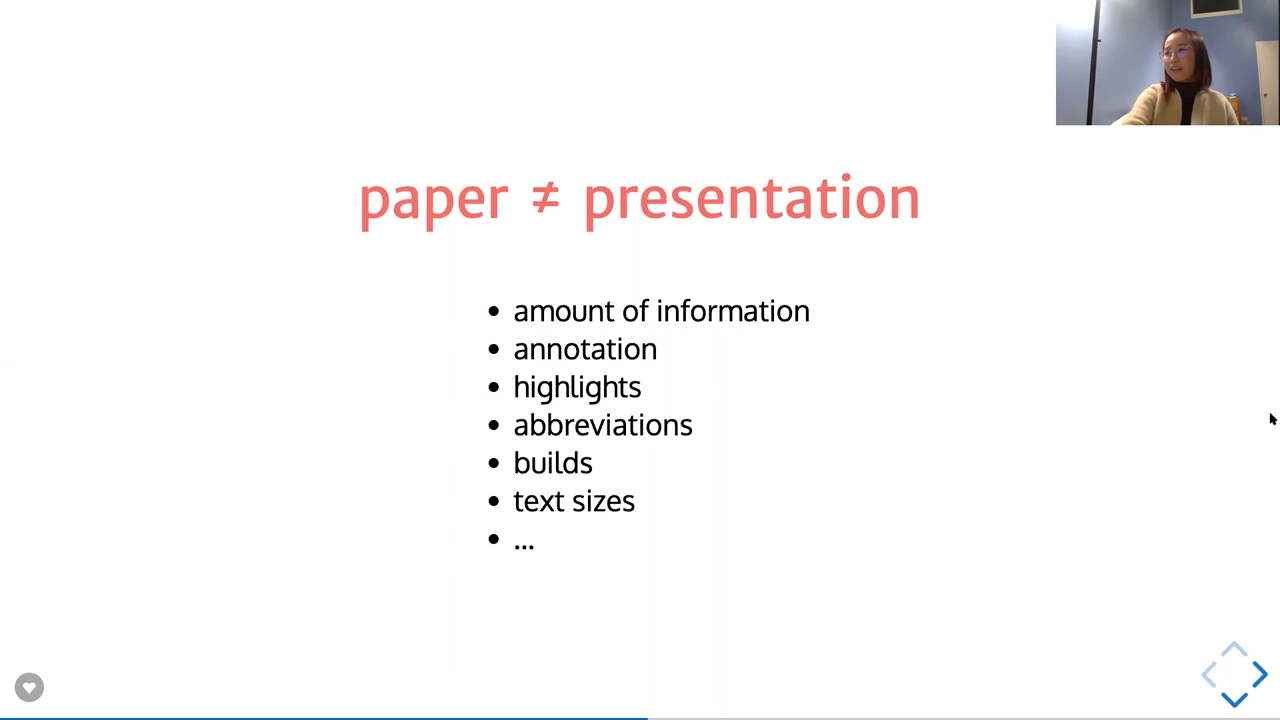 paper ≠ presentation
• amount of information
• annotation
• highlights
• abbreviations
• builds
• text sizes
• ...